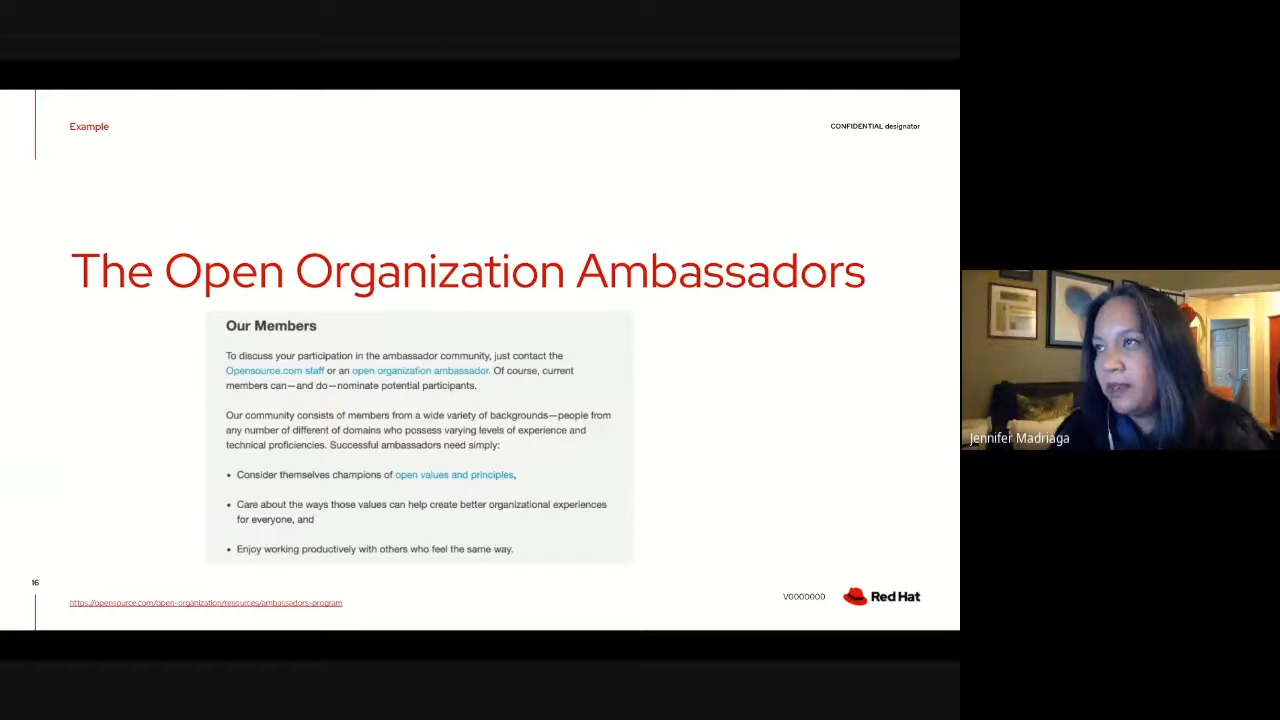 Example
CONFIDENTIAL designator
The Open Organization Ambassadors
Our Members
To discuss your participation in the ambassador community, just contact the
Opensource.com staff or an open organization ambassador. Of course, current
members can—and do—nominate potential participants.
Our community consists of members from a wide variety of backgrounds—people from
any number of different of domains who possess varying levels of experience and
technical proficiencies. Successful ambassadors need simply:
• Consider themselves champions of open values and principles,
• Care about the ways those values can help create better organizational experiences
for everyone, and
• Enjoy working productively with others who feel the same way.
16
https://opensource.com/open-organization/resources/ambassadors-program
V0000000
Red Hat
Jennifer Madriaga